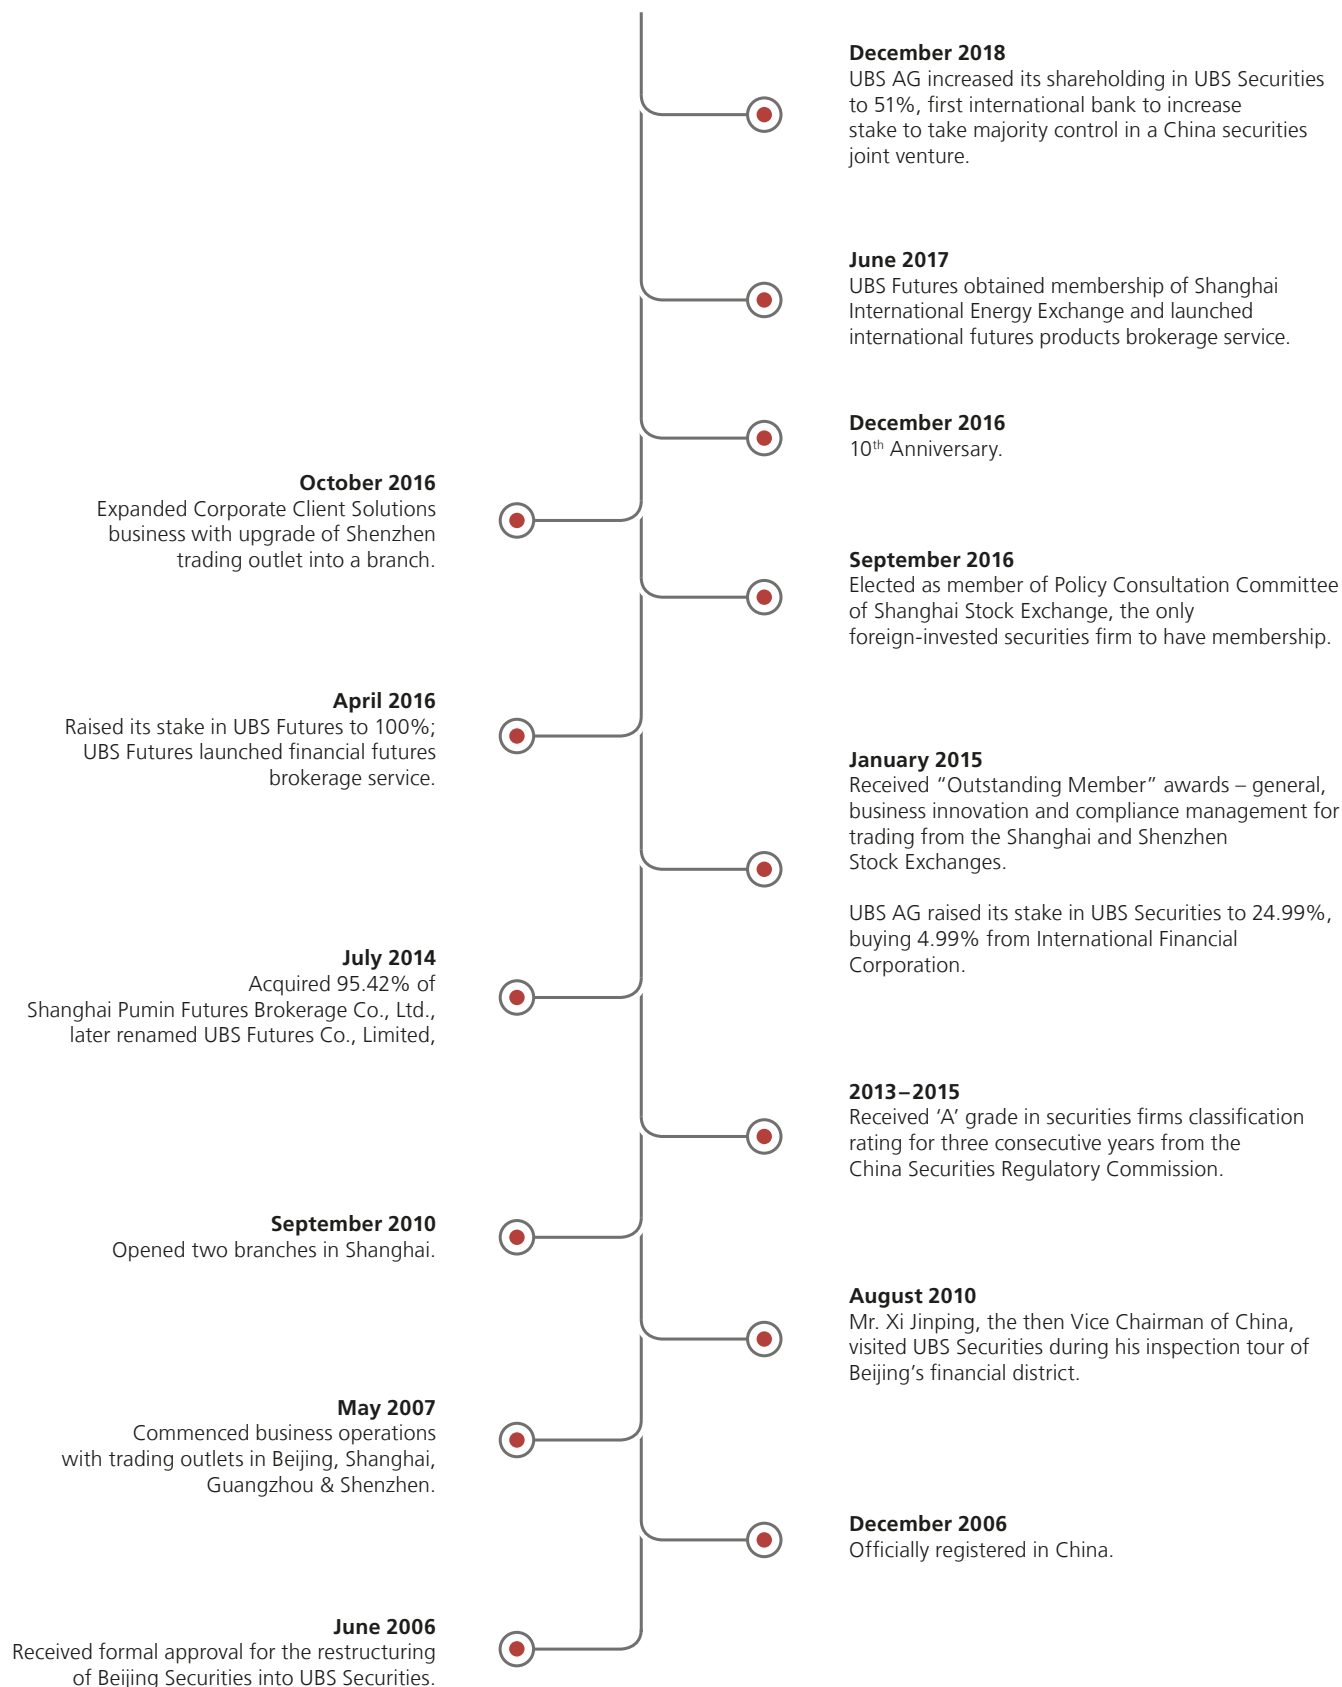 December 2018
UBS AG increased its shareholding in UBS Securities
to 51%, first international bank to increase
stake to take majority control in a China securities
joint venture.
June 2017
UBS Futures obtained membership of Shanghai
International Energy Exchange and launched
international futures products brokerage service.
December 2016
10th Anniversary.
October 2016
Expanded Corporate Client Solutions
business with upgrade of Shenzhen
trading outlet into a branch.
September 2016
Elected as member of Policy Consultation Committee
of Shanghai Stock Exchange, the only
foreign-invested securities firm to have membership.
April 2016
Raised its stake in UBS Futures to 100%;
UBS Futures launched financial futures
brokerage service.
January 2015
Received “Outstanding Member” awards – general,
business innovation and compliance management for
trading from the Shanghai and Shenzhen
Stock Exchanges.
UBS AG raised its stake in UBS Securities to 24.99%,
buying 4.99% from International Financial
Corporation.
July 2014
Acquired 95.42% of
Shanghai Pumin Futures Brokerage Co., Ltd.,
later renamed UBS Futures Co., Limited,
2013–2015
Received ‘A’ grade in securities firms classification
rating for three consecutive years from the
China Securities Regulatory Commission.
September 2010
Opened two branches in Shanghai.
August 2010
Mr. Xi Jinping, the then Vice Chairman of China,
visited UBS Securities during his inspection tour of
Beijing’s financial district.
May 2007
Commenced business operations
with trading outlets in Beijing, Shanghai,
Guangzhou & Shenzhen.
December 2006
Officially registered in China.
June 2006
Received formal approval for the restructuring
of Beijing Securities into UBS Securities.